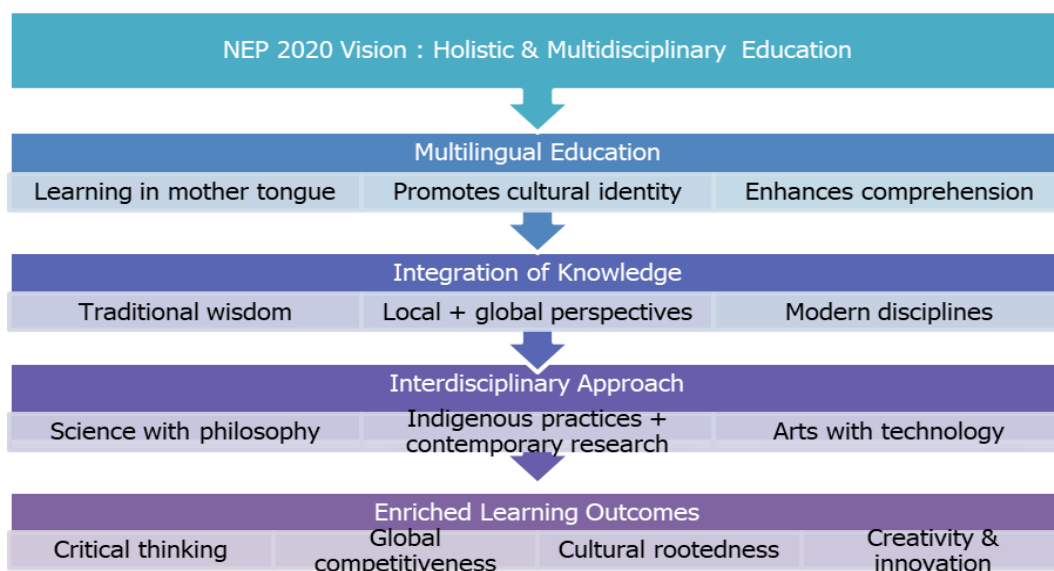 NEP 2020 Vision : Holistic & Multidisciplinary Education
Multilingual Education
Learning in mother tongue
Promotes cultural identity
Enhances comprehension
Integration of Knowledge
Traditional wisdom
Local + global perspectives
Modern disciplines
Interdisciplinary Approach
Science with philosophy
Indigenous practices +
contemporary research
Arts with technology
Enriched Learning Outcomes
Critical thinking
Global
competitiveness
Cultural rootedness
Creativity &
innovation